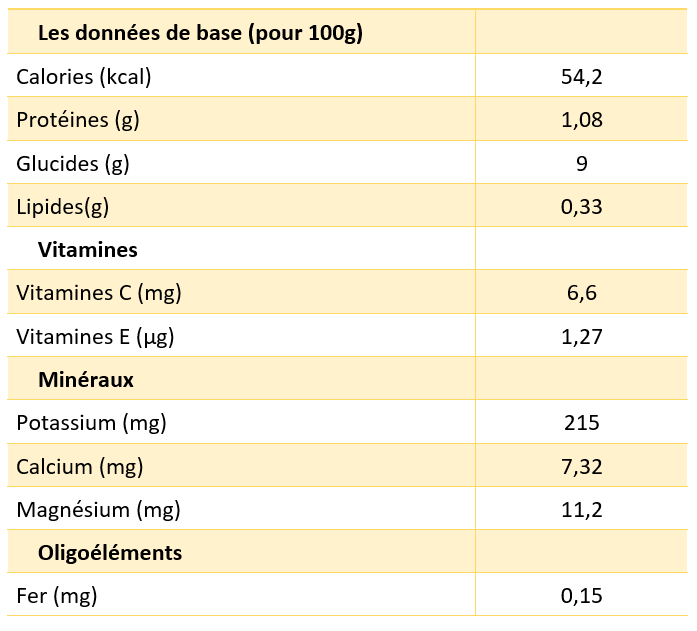 Les données de base (pour 100g)
Calories (kcal) 54,2
Protéines (g) 1,08
Glucides (g) 9
Lipides(g) 0,33
Vitamines
Vitamines C (mg) 6,6
Vitamines E (µg) 1,27
Minéraux
Potassium (mg) 215
Calcium (mg) 7,32
Magnésium (mg) 11,2
Oligoéléments
Fer (mg) 0,15